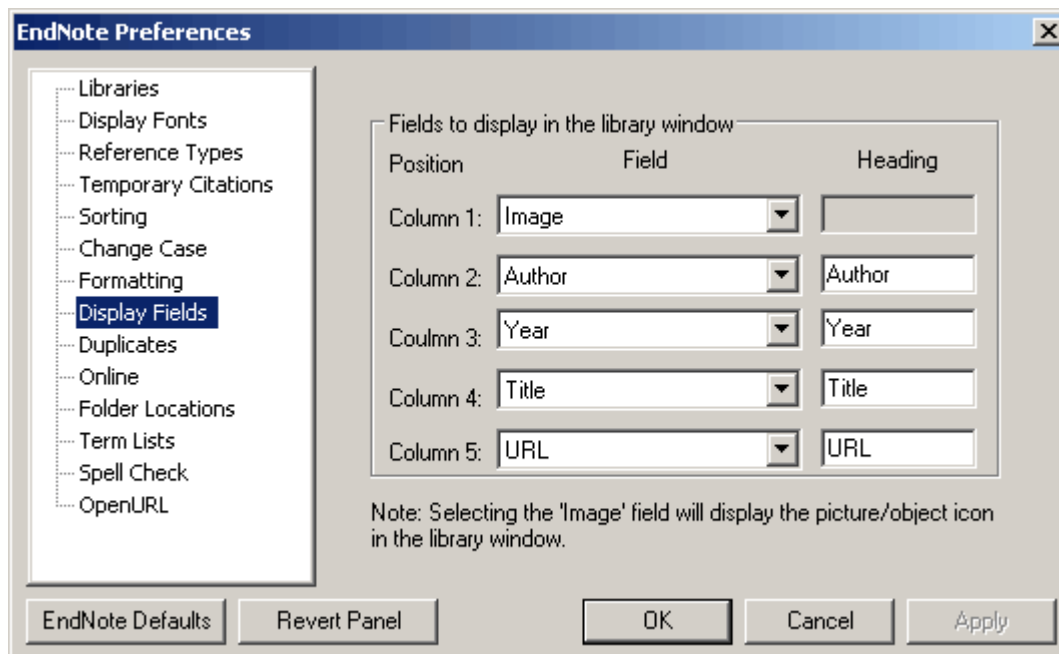 EndNote Preferences
Libraries
Display Fonts
Reference Types
Temporary Citations
Sorting
Change Case
Formatting
Display Fields
Duplicates
Online
Folder Locations
Term Lists
Spell Check
OpenURL
Fields to display in the library window
Position Field Heading
Column 1: Image
Column 2: Author Author
Coulmn 3: Year Year
Column 4: Title Title
Column 5: URL URL
Note: Selecting the 'Image' field will display the picture/object icon
in the library window.
EndNote Defaults Revert Panel OK Cancel Apply